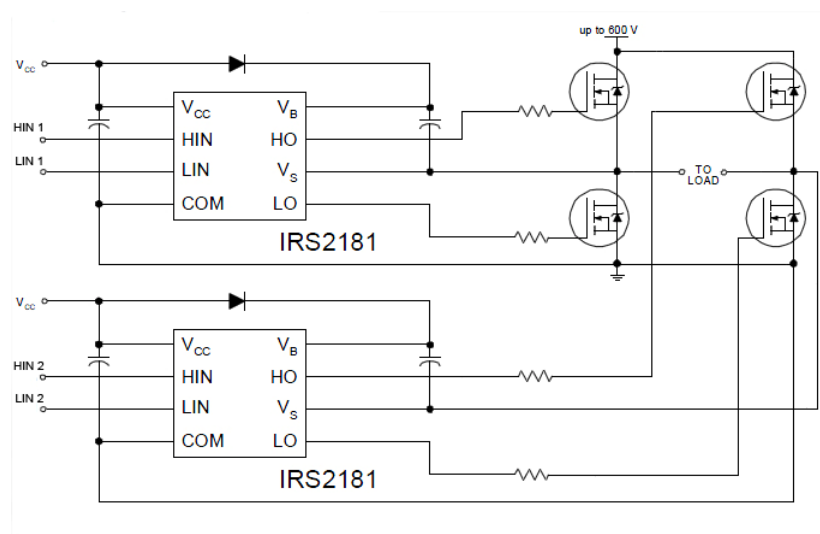 up to 600 V
VCC
VCC
VB
HIN 1
HIN
HO
LIN 1
LIN
VS
TO
LOAD
COM
LO
IRS2181
VCC
VCC
VB
HIN 2
HIN
HO
LIN 2
LIN
VS
COM
LO
IRS2181